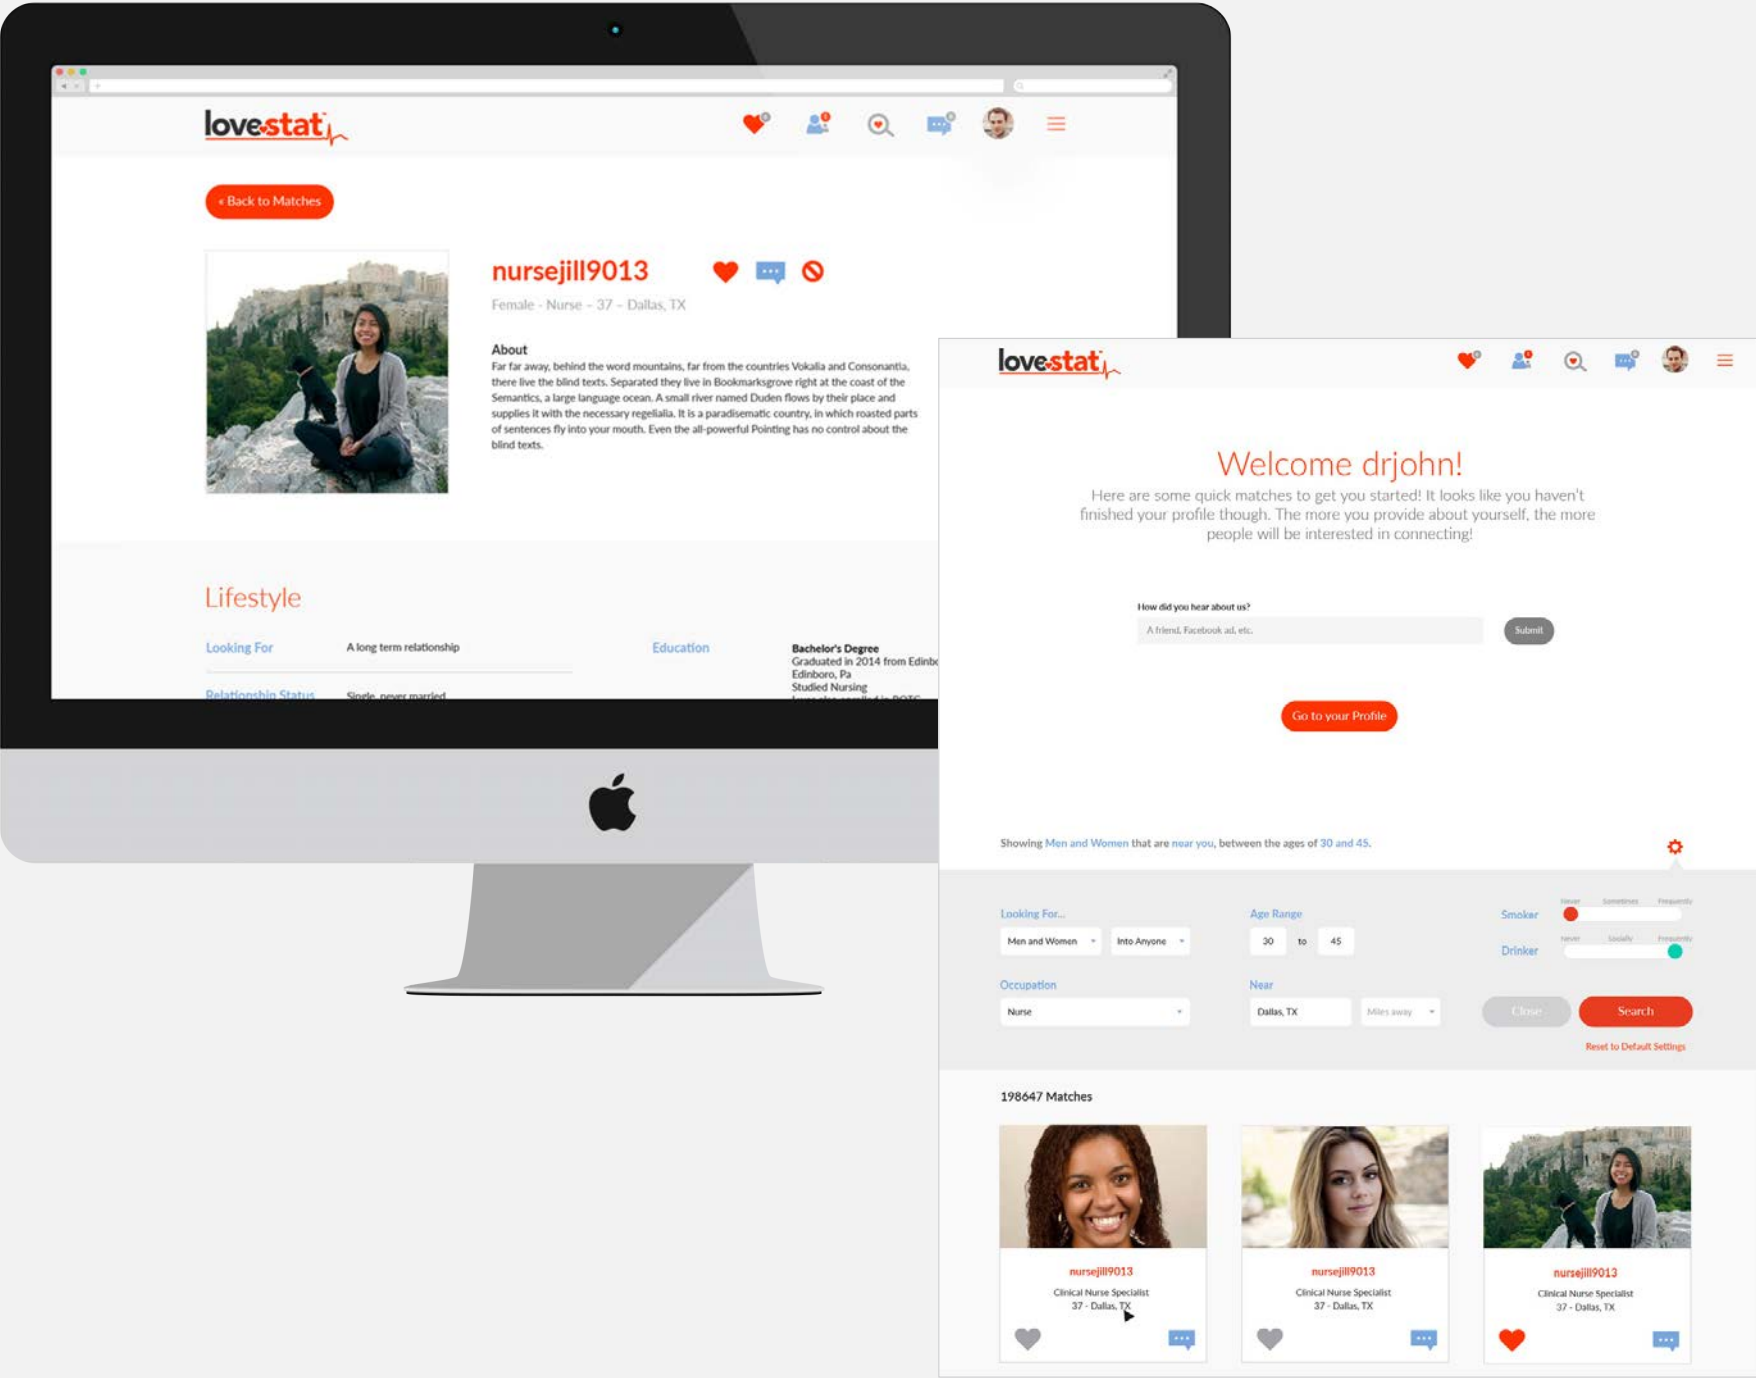 lovestat
« Back to Matches
nursejill9013
Female - Nurse – 37 – Dallas, TX
About
Far far away, behind the word mountains, far from the countries Vokalia and Consonantia,
there live the blind texts. Separated they live in Bookmarksgrove right at the coast of the
Semantics, a large language ocean. A small river named Duden flows by their place and
supplies it with the necessary regelialia. It is a paradisematic country, in which roasted parts
of sentences fly into your mouth. Even the all-powerful Pointing has no control about the
blind texts.
Lifestyle
Looking For
A long term relationship
Relationship Status
Single, never married
Education
Bachelor's Degree
Graduated in 2014 from Edinbo
Edinboro, Pa
Studied Nursing
lovestat
Welcome drjohn!
Here are some quick matches to get you started! It looks like you haven't
finished your profile though. The more you provide about yourself, the more
people will be interested in connecting!
How did you hear about us?
A friend, Facebook ad, etc.
Submit
Go to your Profile
Showing Men and Women that are near you, between the ages of 30 and 45.
Looking For...
Men and Women
Into Anyone
Age Range
30 to 45
Smoker
Never Sometimes Frequently
Drinker
Never Socially Frequently
Occupation
Nurse
Near
Dallas, TX
Miles away
Close
Search
Reset to Default Settings
198647 Matches
nursejill9013
Clinical Nurse Specialist
37 - Dallas, TX
nursejill9013
Clinical Nurse Specialist
37 - Dallas, TX
nursejill9013
Clinical Nurse Specialist
37 - Dallas, TX